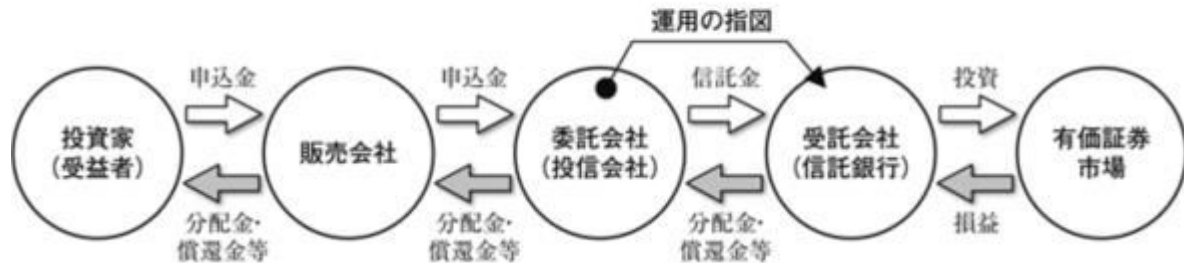 運用の指図
申込金
申込金
信託金
投資
投資家
(受益者)
販売会社
委託会社
(投信会社)
受託会社
(信託銀行)
有価証券
市場
分配金・
償還金等
分配金・
償還金等
分配金・
償還金等
損益